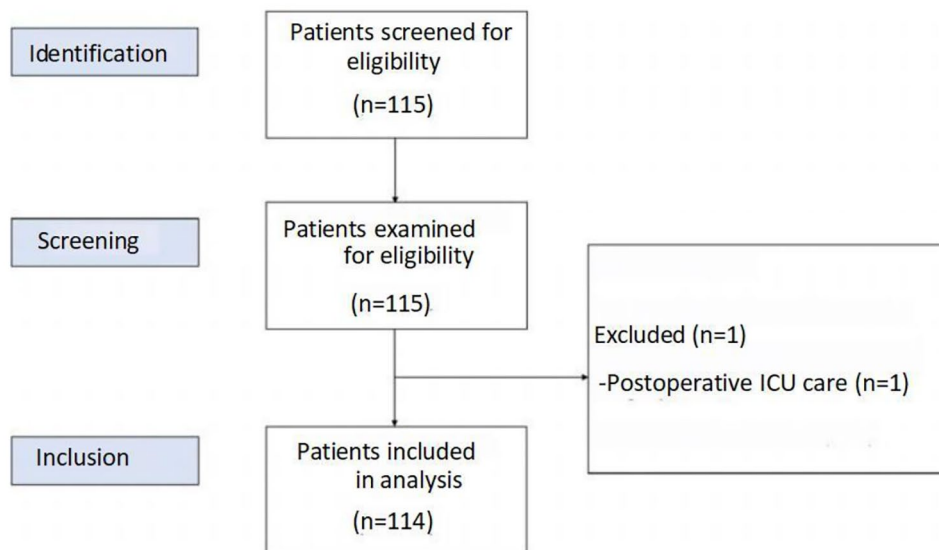 Identification
Patients screened for
eligibility
(n=115)
Screening
Patients examined
for eligibility
(n=115)
Excluded (n=1)
-Postoperative ICU care (n=1)
Inclusion
Patients included
in analysis
(n=114)